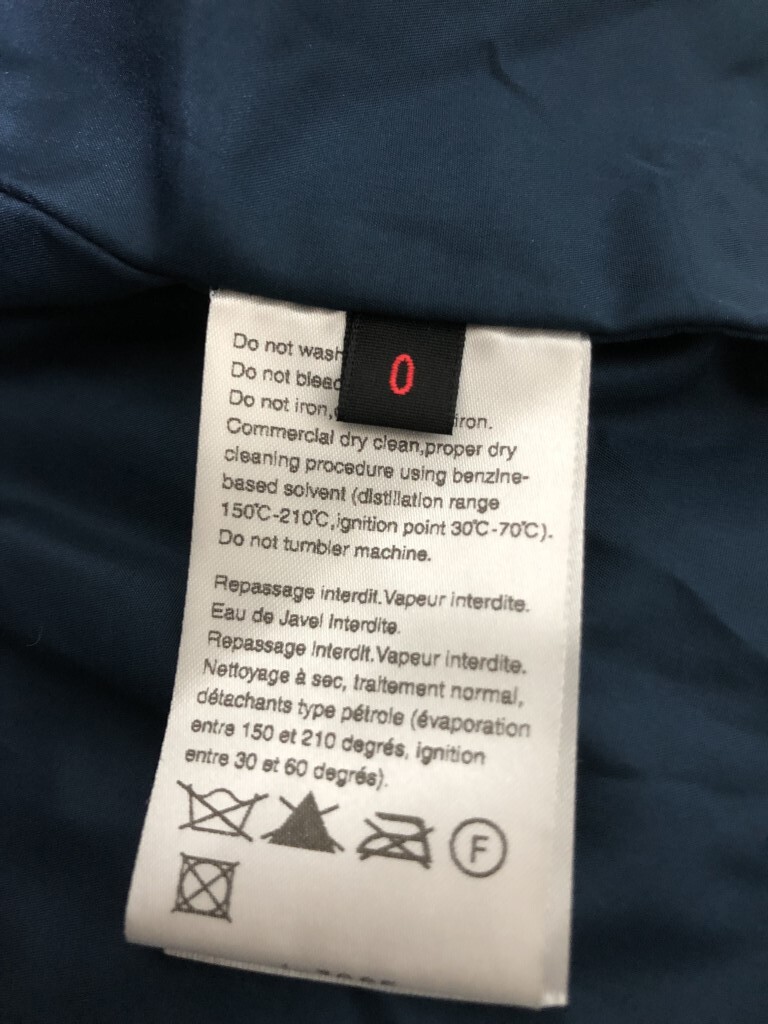 Do not wash
0
Do not bleac
Do not iron, iron.
Commercial dry clean,proper dry
cleaning procedure using benzine-
based solvent (distillation range
150℃-210℃,ignition point 30℃-70℃).
Do not tumbler machine.
Repassage interdit.Vapeur interdite.
Eau de Javel interdite.
Repassage interdit.Vapeur interdite.
Nettoyage à sec, traitement normal,
détachants type pétrole (évaporation
entre 150 et 210 degrés, ignition
entre 30 et 60 degrés).
F